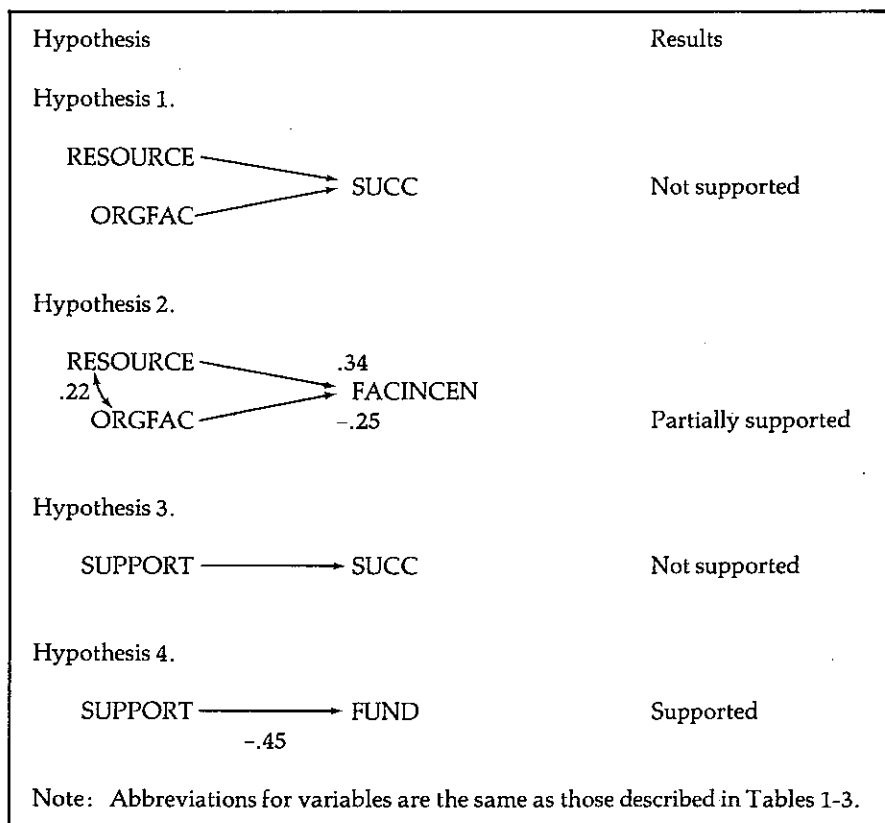 Hypothesis Results
Hypothesis 1.
RESOURCE
SUCC Not supported
ORGFAC
Hypothesis 2.
RESOURCE .34
.22 FACINCEN
ORGFAC -.25 Partially supported
Hypothesis 3.
SUPPORT SUCC Not supported
Hypothesis 4.
SUPPORT FUND Supported
-.45
Note: Abbreviations for variables are the same as those described in Tables 1-3.